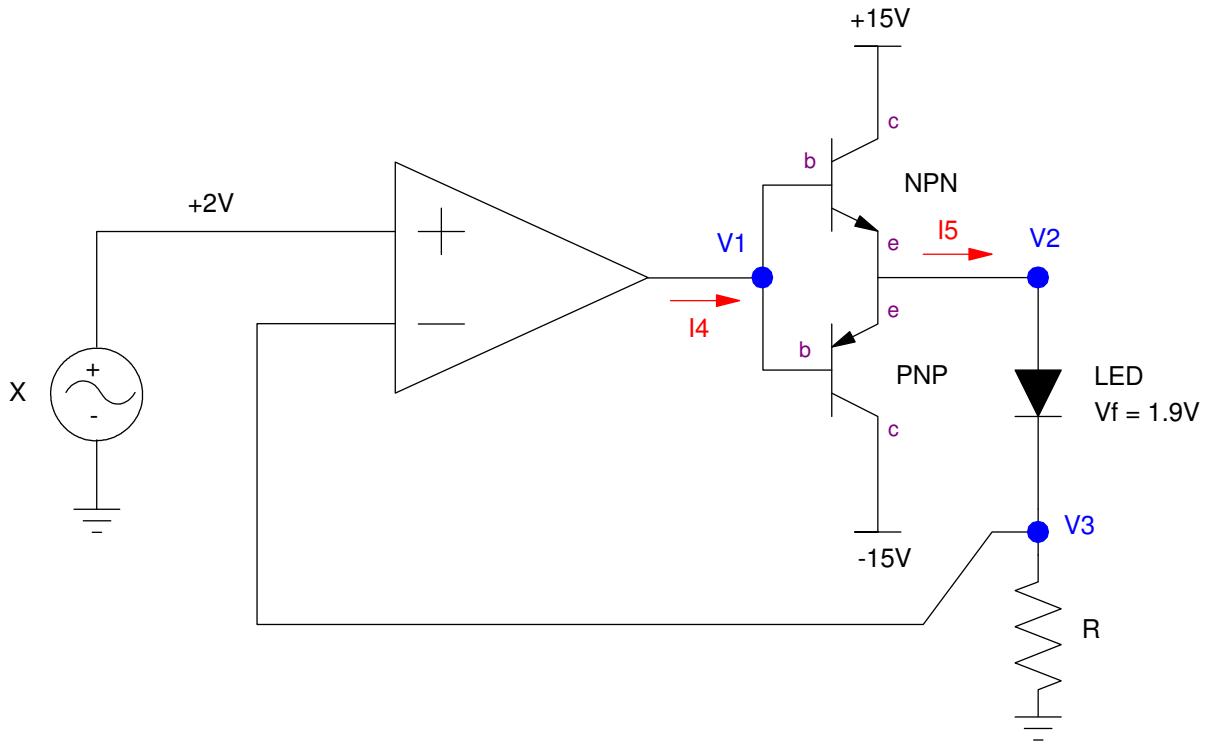 +15V
c
b
NPN
+2V
V1
I5
V2
e
I4
e
b
PNP
LED
Vf = 1.9V
X
+
-
c
V3
-15V
R